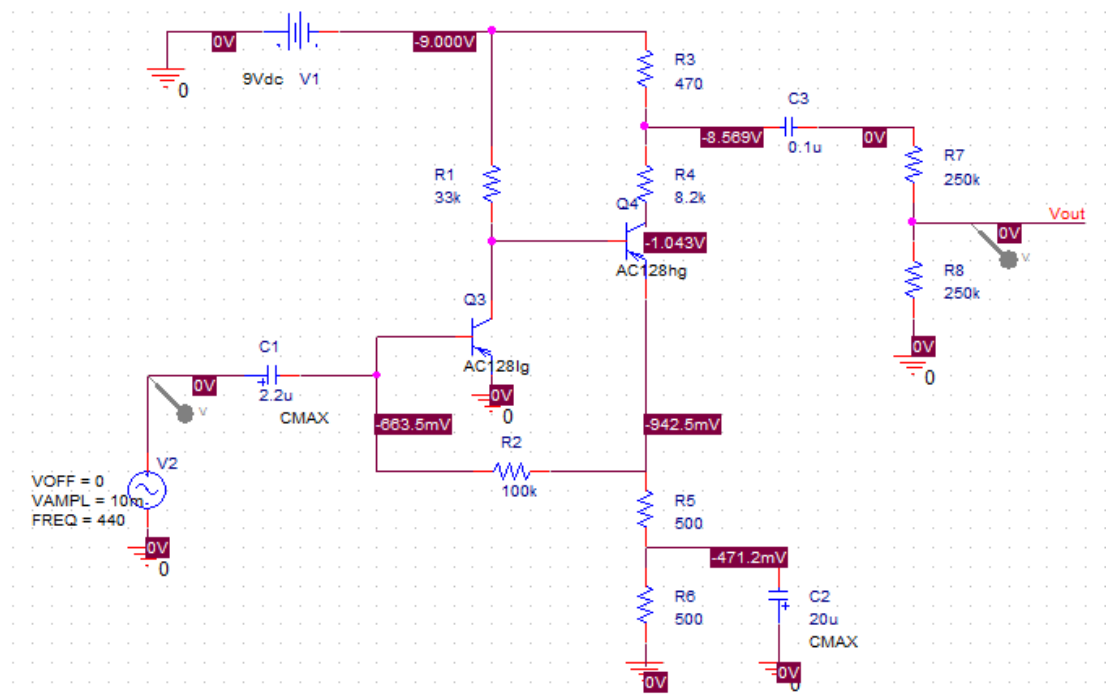 0V
-9.000V
0
9Vdc
V1
R3
470
C3
-8.569V
0V
0.1u
R7
250k
R1
33k
R4
8.2k
Q4
-1.043V
AC128hg
Vout
0V
V
R8
250k
Q3
AC128lg
0V
0
0V
0
C1
0V
2.2u
V
CMAX
-663.5mV
-942.5mV
R2
100k
V2
VOFF = 0
VAMPL = 10m
FREQ = 440
0V
0
R5
500
-471.2mV
R6
500
C2
20u
CMAX
0V
0V
0